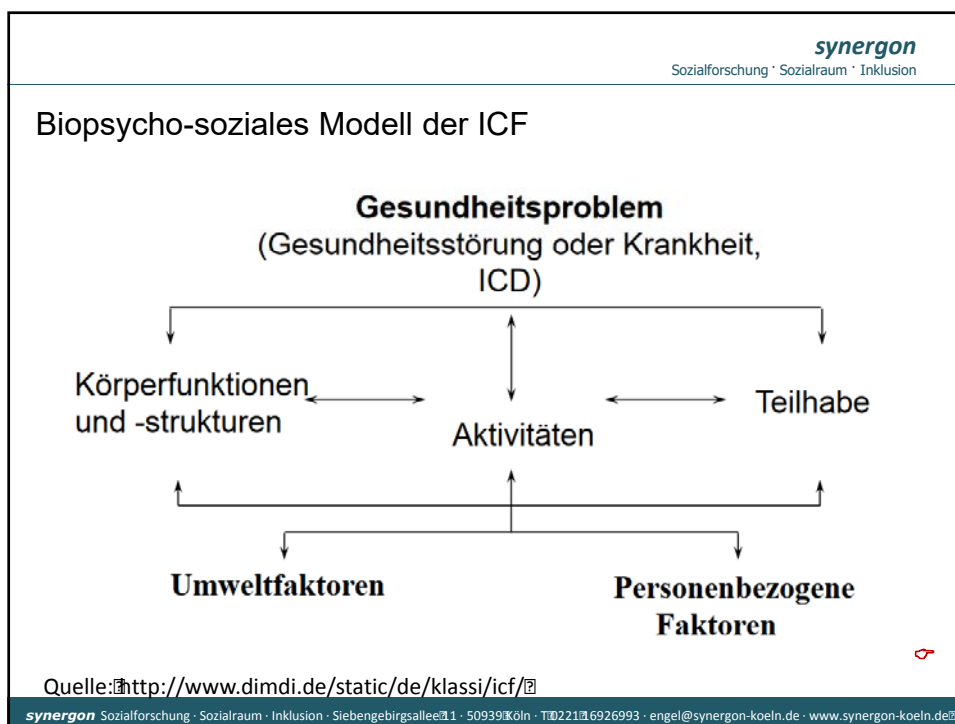 synergon
Sozialforschung · Sozialraum · Inklusion
Biopsycho-soziales Modell der ICF
Gesundheitsproblem
(Gesundheitsstörung oder Krankheit,
ICD)
Körperfunktionen
und -strukturen
Aktivitäten
Teilhabe
Umweltfaktoren
Personenbezogene
Faktoren
Quelle:⍰http://www.dimdi.de/static/de/klassi/icf/⍰
synergon Sozialforschung · Sozialraum · Inklusion · Siebengebirgsallee⍰11 · 50939⍰Köln · T⍰0221⍰16926993 · engel@synergon-koeln.de · www.synergon-koeln.de⍰